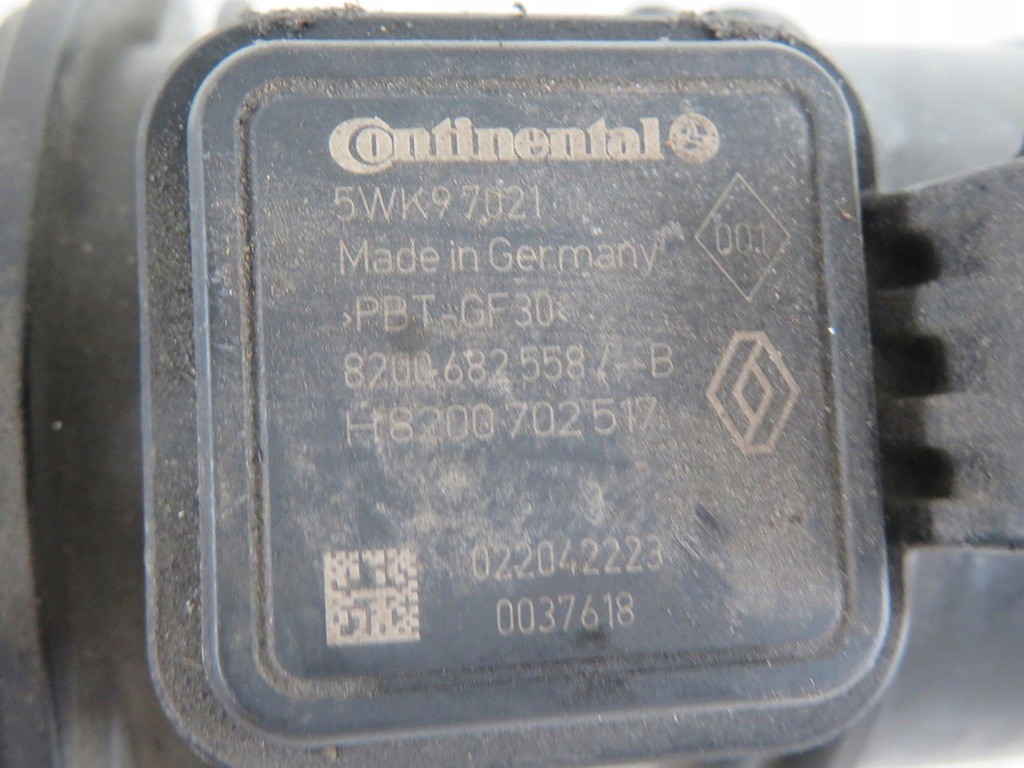 Continental
5WK9 7021
001
Made in Germany
>PBT-GF30<
8200 682 558 / --B
H8200 702 517
022042223
0037618